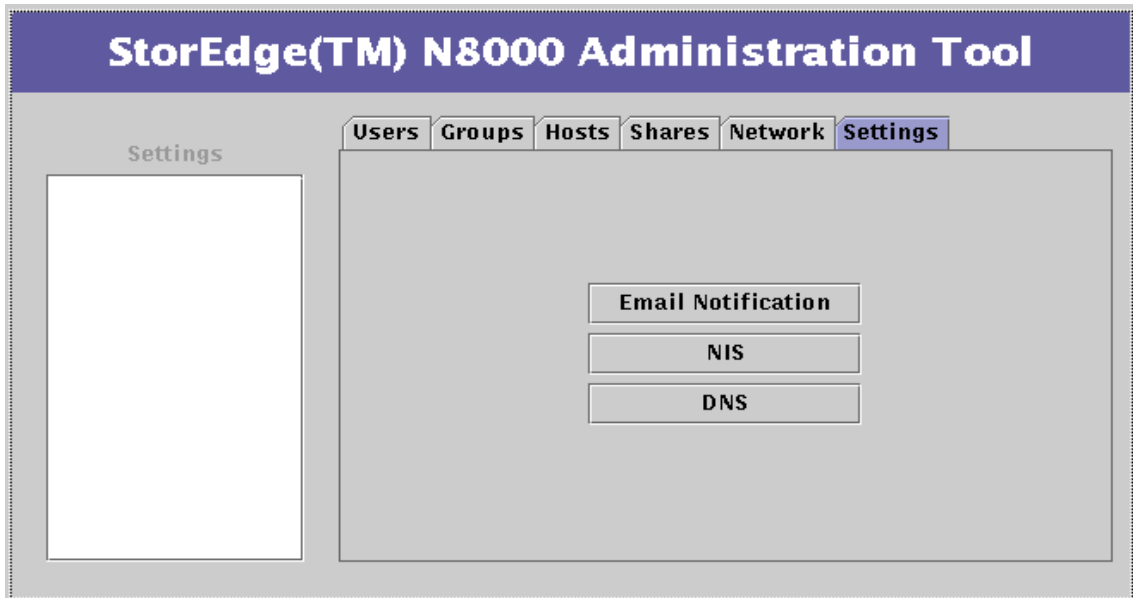 StorEdge(TM) N8000 Administration Tool
Users Groups Hosts Shares Network Settings
Settings
Email Notification
NIS
DNS